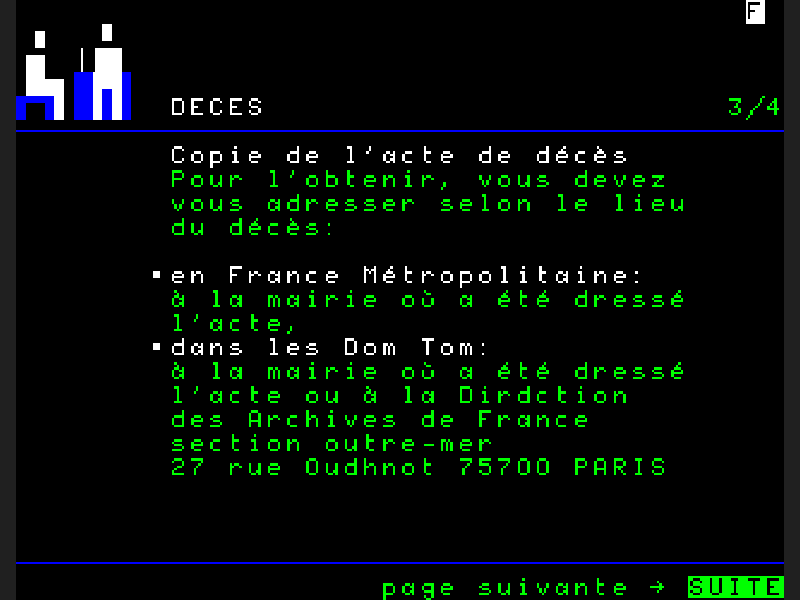 F
DECES 3/4
Copie de l'acte de décès
Pour l'obtenir, vous devez
vous adresser selon le lieu
du décès:
▪en France Métropolitaine:
à la mairie où a été dressé
l'acte,
▪dans les Dom Tom:
à la mairie où a été dressé
l'acte ou à la Dirdction
des Archives de France
section outre-mer
27 rue Oudhnot 75700 PARIS
page suivante → SUITE